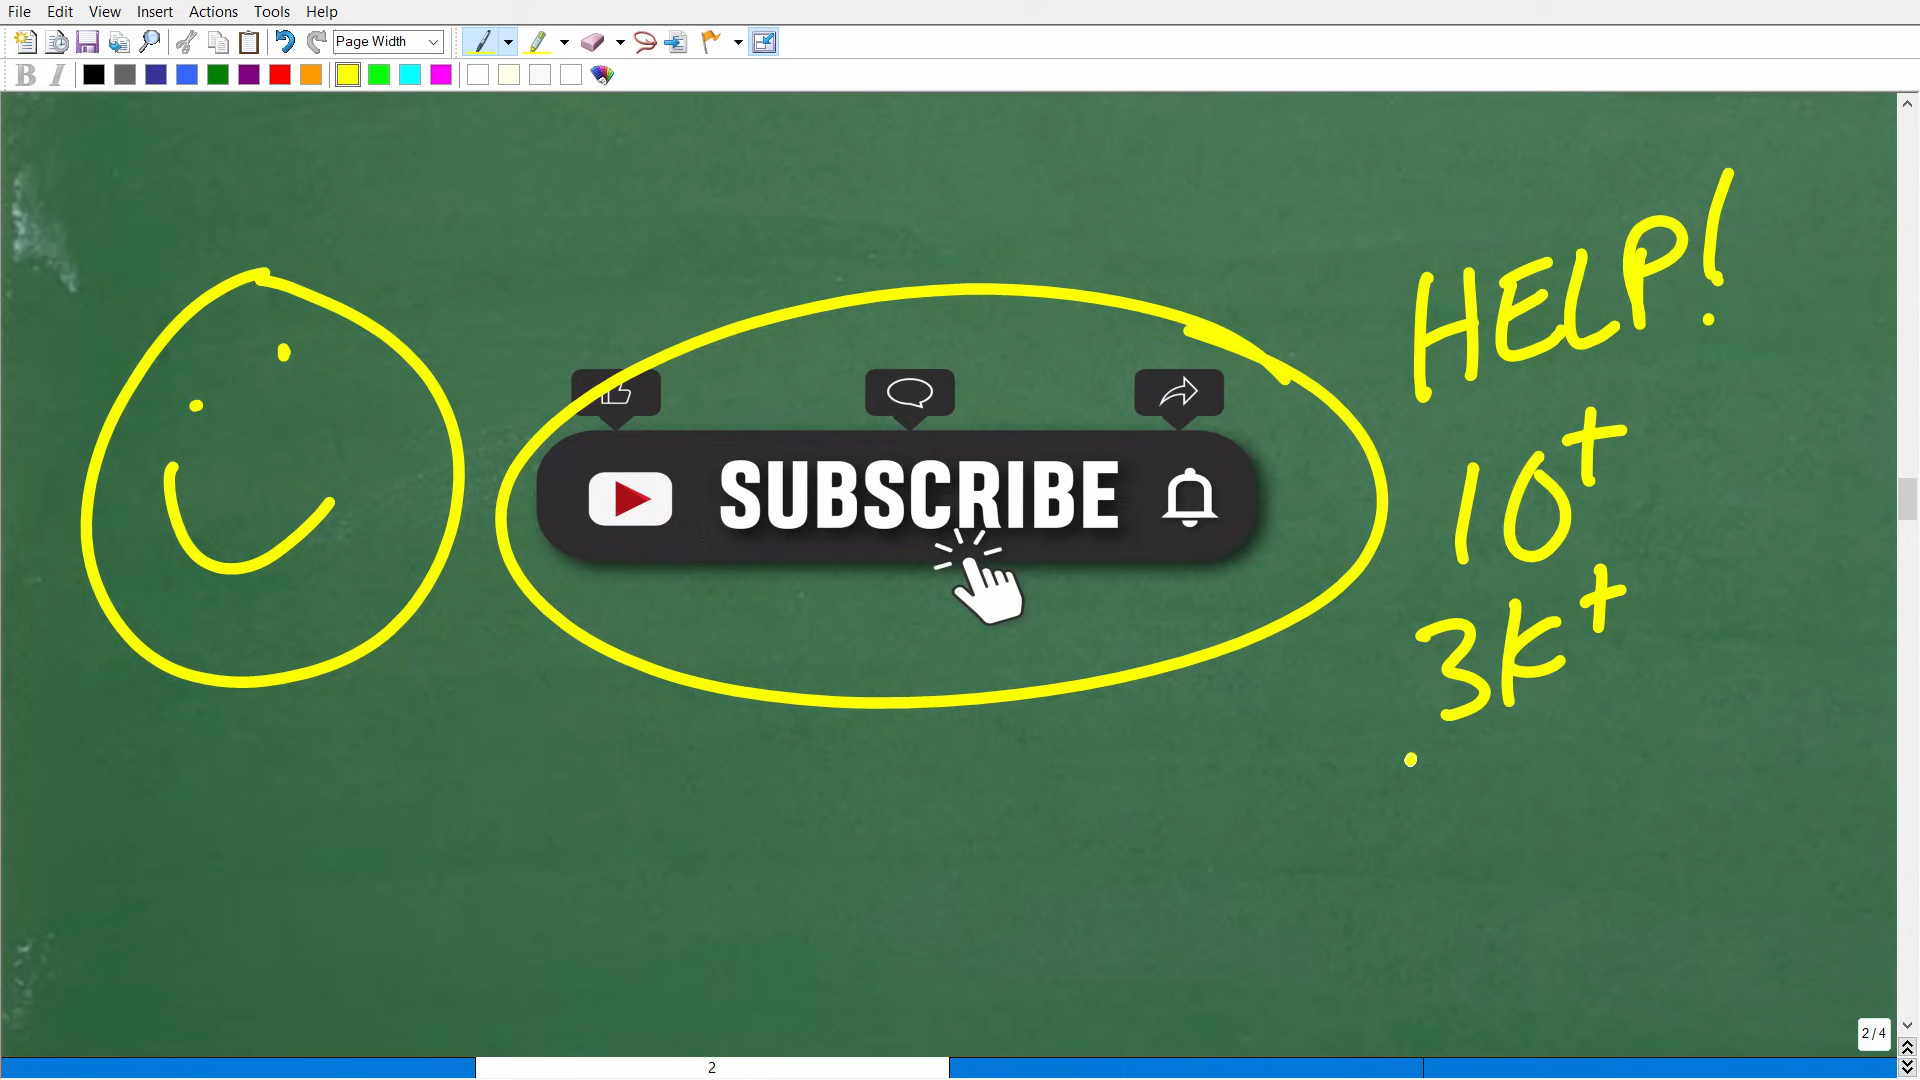 File Edit View Insert Actions Tools Help
Page Width
B I
HELP!
SUBSCRIBE
10+
3K+
2 / 4
2